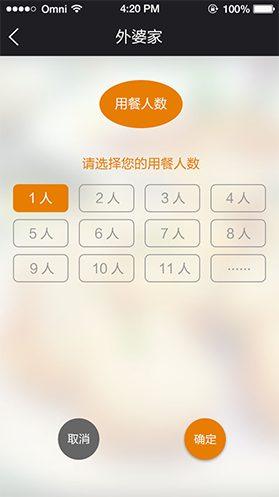 Omni 4:20 PM 100%
外婆家
用餐人数
请选择您的用餐人数
1 人 2 人 3 人 4 人
5 人 6 人 7 人 8 人
9 人 10 人 11 人 ······
取消 确定